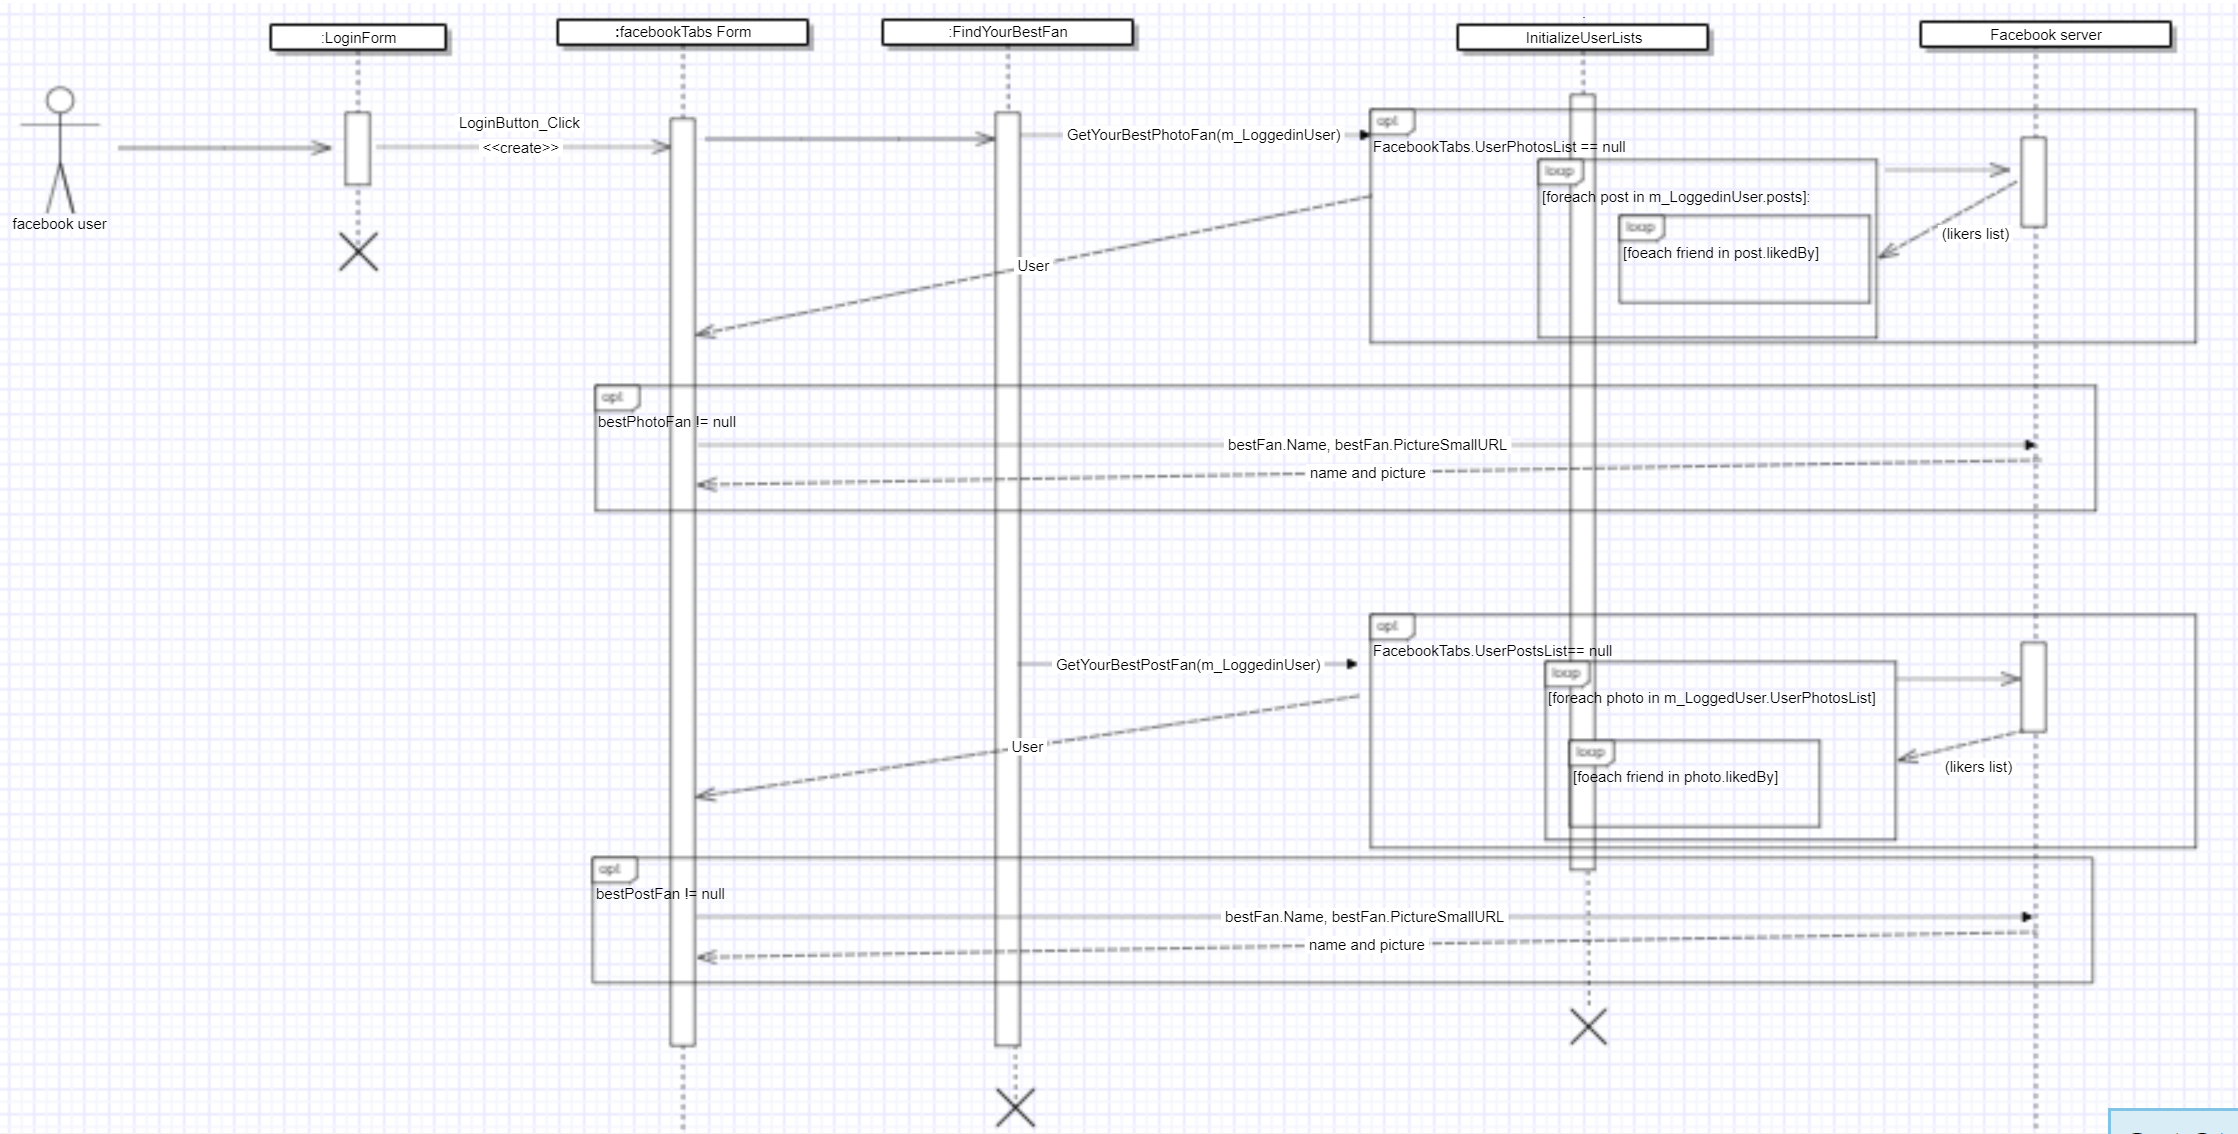 :LoginForm
:facebookTabs Form
:FindYourBestFan
InitializeUserLists
Facebook server
facebook user
LoginButton_Click
<<create>>
GetYourBestPhotoFan(m_LoggedinUser)
opt
FacebookTabs.UserPhotosList == null
loop
[foreach post in m_LoggedinUser.posts]:
loop
[foeach friend in post.likedBy]
(likers list)
User
opt
bestPhotoFan != null
bestFan.Name, bestFan.PictureSmallURL
name and picture
GetYourBestPostFan(m_LoggedinUser)
opt
FacebookTabs.UserPostsList== null
loop
[foreach photo in m_LoggedUser.UserPhotosList]
loop
[foeach friend in photo.likedBy]
(likers list)
User
opt
bestPostFan != null
bestFan.Name, bestFan.PictureSmallURL
name and picture